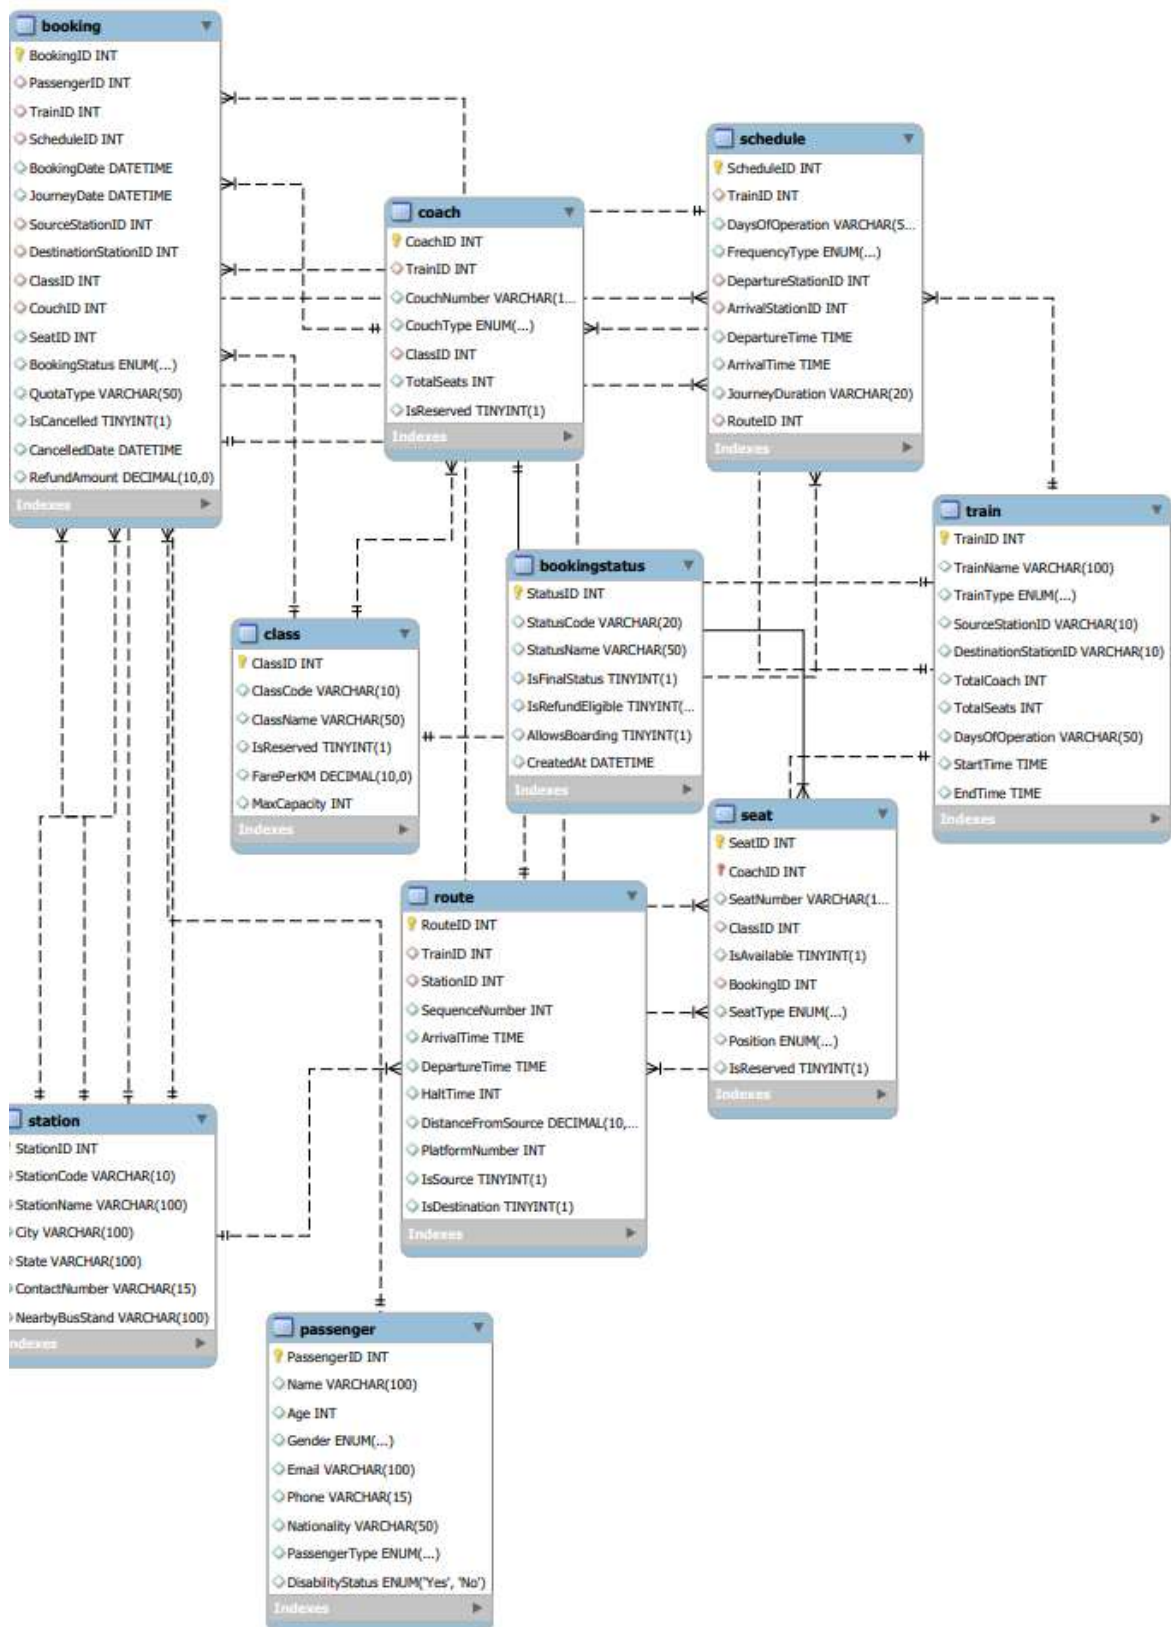 booking
BookingID INT
PassengerID INT
TrainID INT
ScheduleID INT
BookingDate DATETIME
JourneyDate DATETIME
SourceStationID INT
DestinationStationID INT
ClassID INT
CouchID INT
SeatID INT
BookingStatus ENUM(...)
QuotaType VARCHAR(50)
IsCancelled TINYINT(1)
CancelledDate DATETIME
RefundAmount DECIMAL(10,0)
Indexes
coach
CoachID INT
TrainID INT
CouchNumber VARCHAR(1...
CouchType ENUM(...)
ClassID INT
TotalSeats INT
IsReserved TINYINT(1)
Indexes
schedule
ScheduleID INT
TrainID INT
DaysOfOperation VARCHAR(5...
FrequencyType ENUM(...)
DepartureStationID INT
ArrivalStationID INT
DepartureTime TIME
ArrivalTime TIME
JourneyDuration VARCHAR(20)
RouteID INT
Indexes
train
TrainID INT
TrainName VARCHAR(100)
TrainType ENUM(...)
SourceStationID VARCHAR(10)
DestinationStationID VARCHAR(10)
TotalCoach INT
TotalSeats INT
DaysOfOperation VARCHAR(50)
StartTime TIME
EndTime TIME
Indexes
bookingstatus
StatusID INT
StatusCode VARCHAR(20)
StatusName VARCHAR(50)
IsFinalStatus TINYINT(1)
IsRefundEligible TINYINT(...
AllowsBoarding TINYINT(1)
CreatedAt DATETIME
Indexes
class
ClassID INT
ClassCode VARCHAR(10)
ClassName VARCHAR(50)
IsReserved TINYINT(1)
FarePerKM DECIMAL(10,0)
MaxCapacity INT
Indexes
seat
SeatID INT
CoachID INT
SeatNumber VARCHAR(1...
ClassID INT
IsAvailable TINYINT(1)
BookingID INT
SeatType ENUM(...)
Position ENUM(...)
IsReserved TINYINT(1)
Indexes
route
RouteID INT
TrainID INT
StationID INT
SequenceNumber INT
ArrivalTime TIME
DepartureTime TIME
HaltTime INT
DistanceFromSource DECIMAL(10,...
PlatformNumber INT
IsSource TINYINT(1)
IsDestination TINYINT(1)
Indexes
station
StationID INT
StationCode VARCHAR(10)
StationName VARCHAR(100)
City VARCHAR(100)
State VARCHAR(100)
ContactNumber VARCHAR(15)
NearbyBusStand VARCHAR(100)
Indexes
passenger
PassengerID INT
Name VARCHAR(100)
Age INT
Gender ENUM(...)
Email VARCHAR(100)
Phone VARCHAR(15)
Nationality VARCHAR(50)
PassengerType ENUM(...)
DisabilityStatus ENUM('Yes', 'No')
Indexes